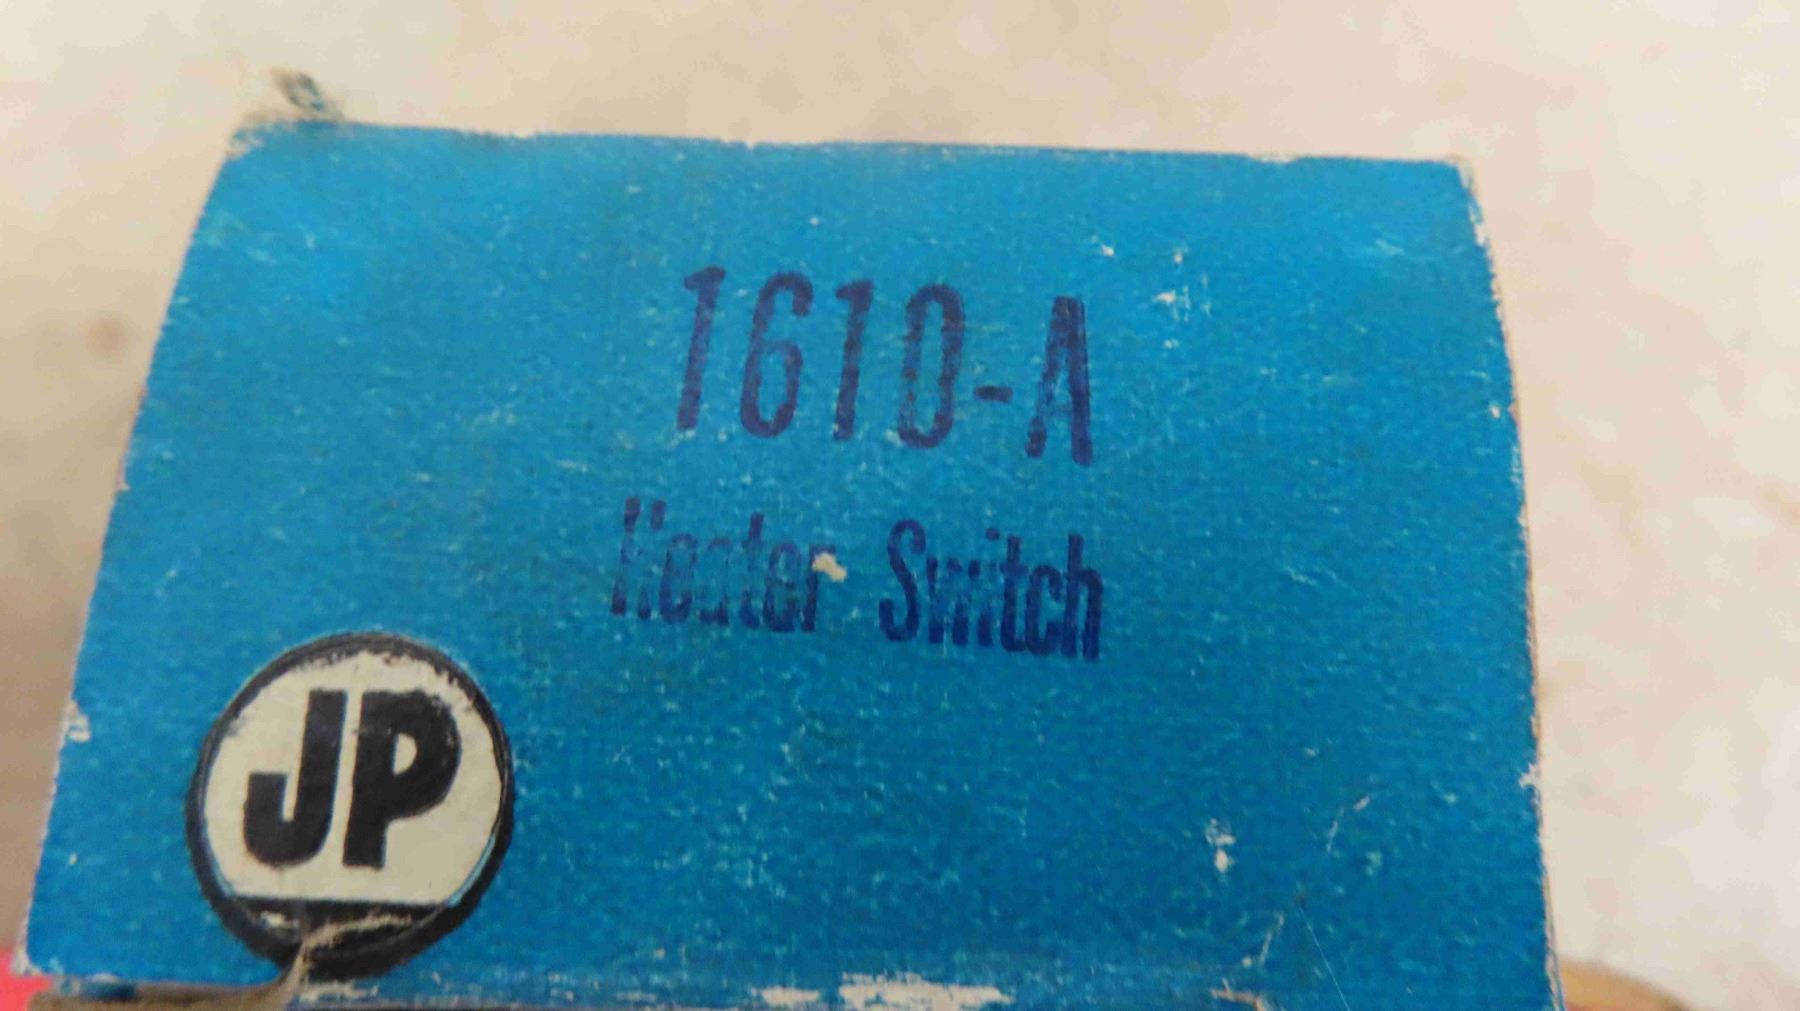 1610-A
Heater Switch
JP